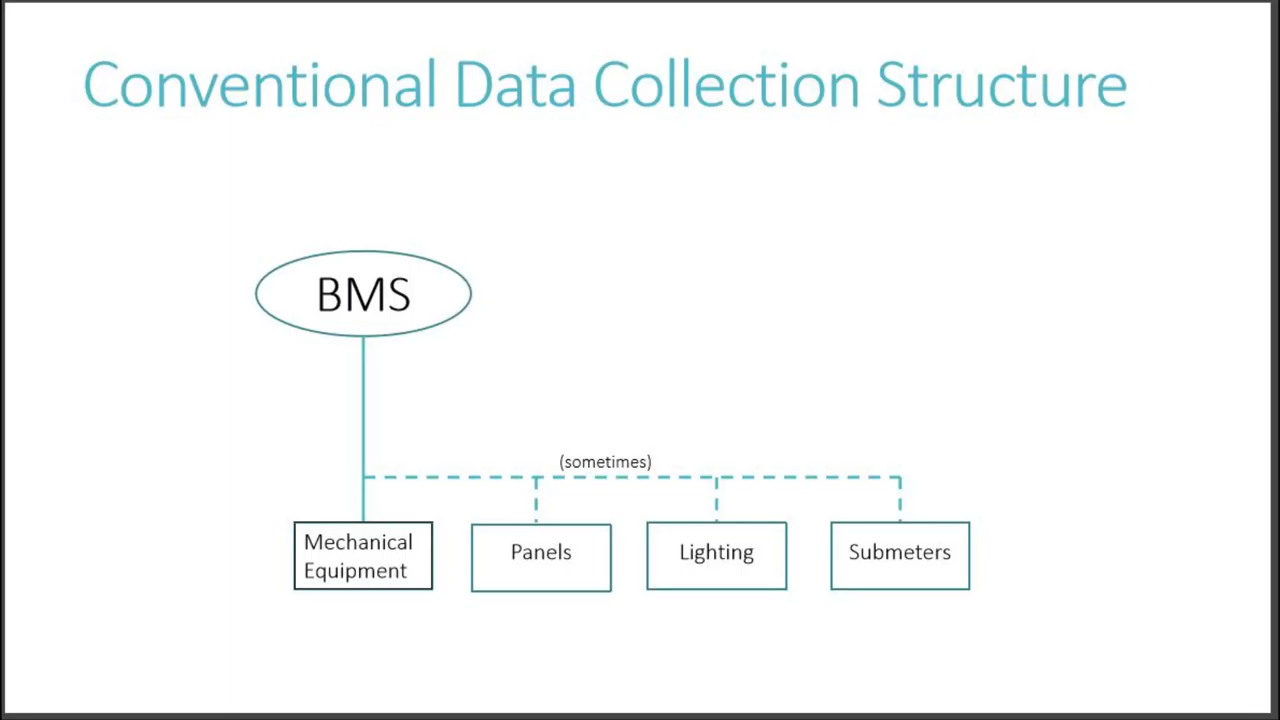 Conventional Data Collection Structure
BMS
(sometimes)
Mechanical
Equipment
Panels
Lighting
Submeters